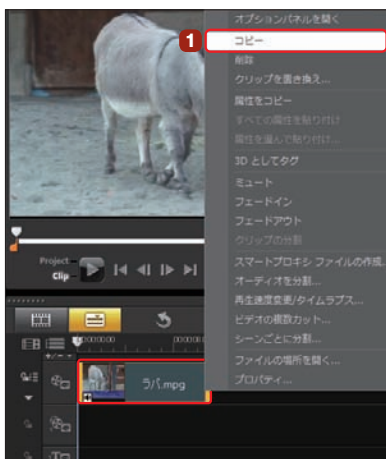 オプションパネルを開く
1
コピー
削除
クリップを置き換え...
属性をコピー
すべての属性を貼り付け
属性を選んで貼り付け...
3D としてタグ
ミュート
フェードイン
フェードアウト
クリップの分割
スマートプロキシ ファイルの作成.
オーディオを分割...
再生速度変更/タイムラプス...
ビデオの複数カット...
シーンごとに分割...
ファイルの場所を開く...
プロパティ...
Project
Clip
ラバ.mpg